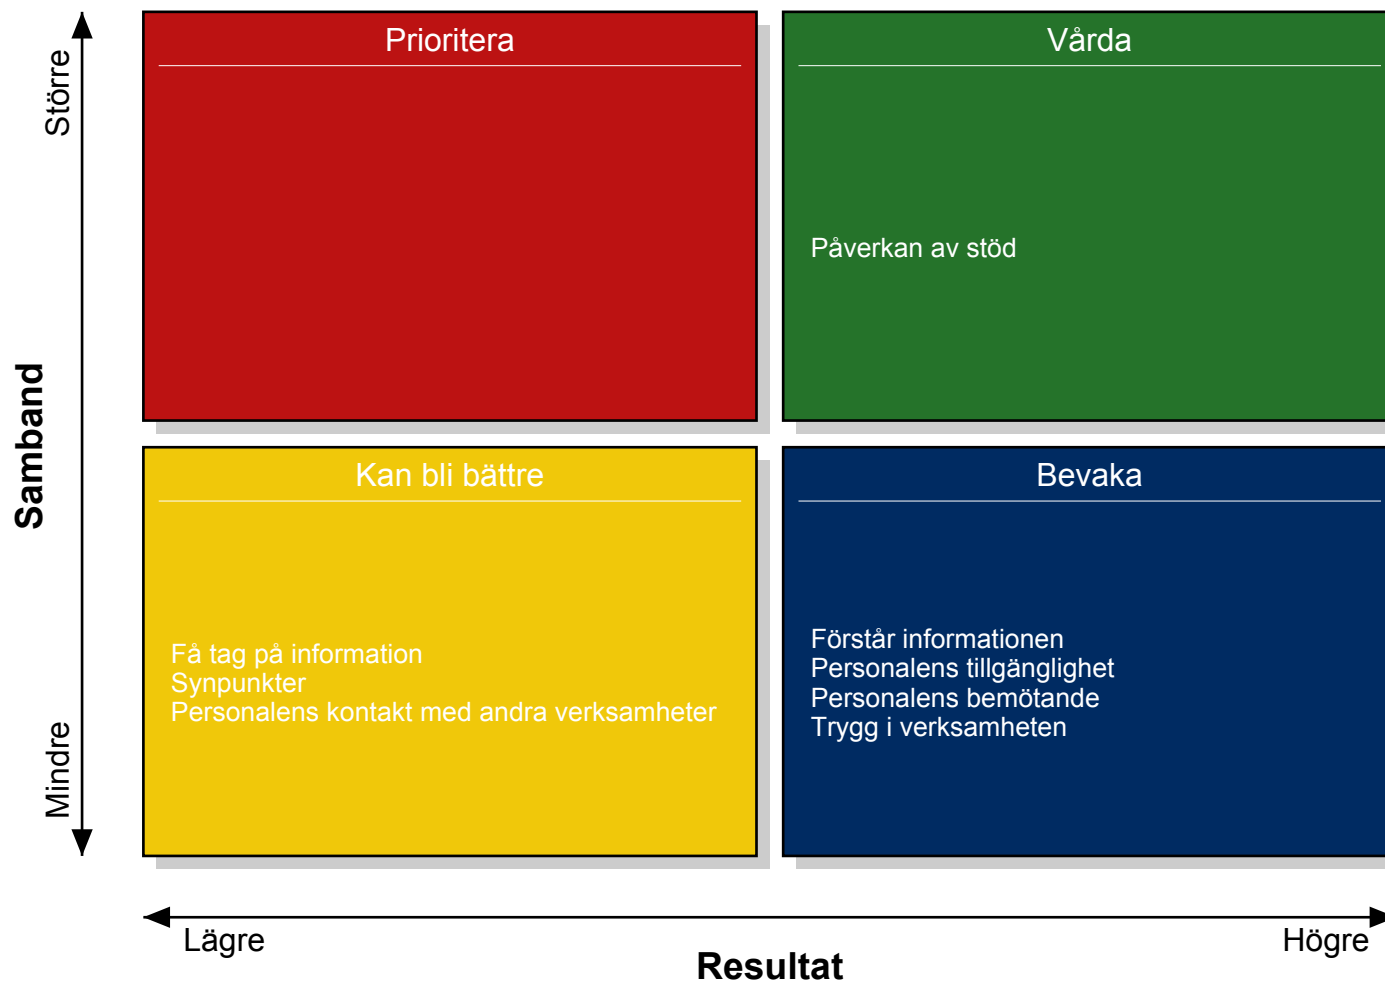 Större
Samband
Mindre
Prioritera
Vårda
Påverkan av stöd
Kan bli bättre
Få tag på information
Synpunkter
Personalens kontakt med andra verksamheter
Bevaka
Förstår informationen
Personalens tillgänglighet
Personalens bemötande
Trygg i verksamheten
Lägre
Högre
Resultat